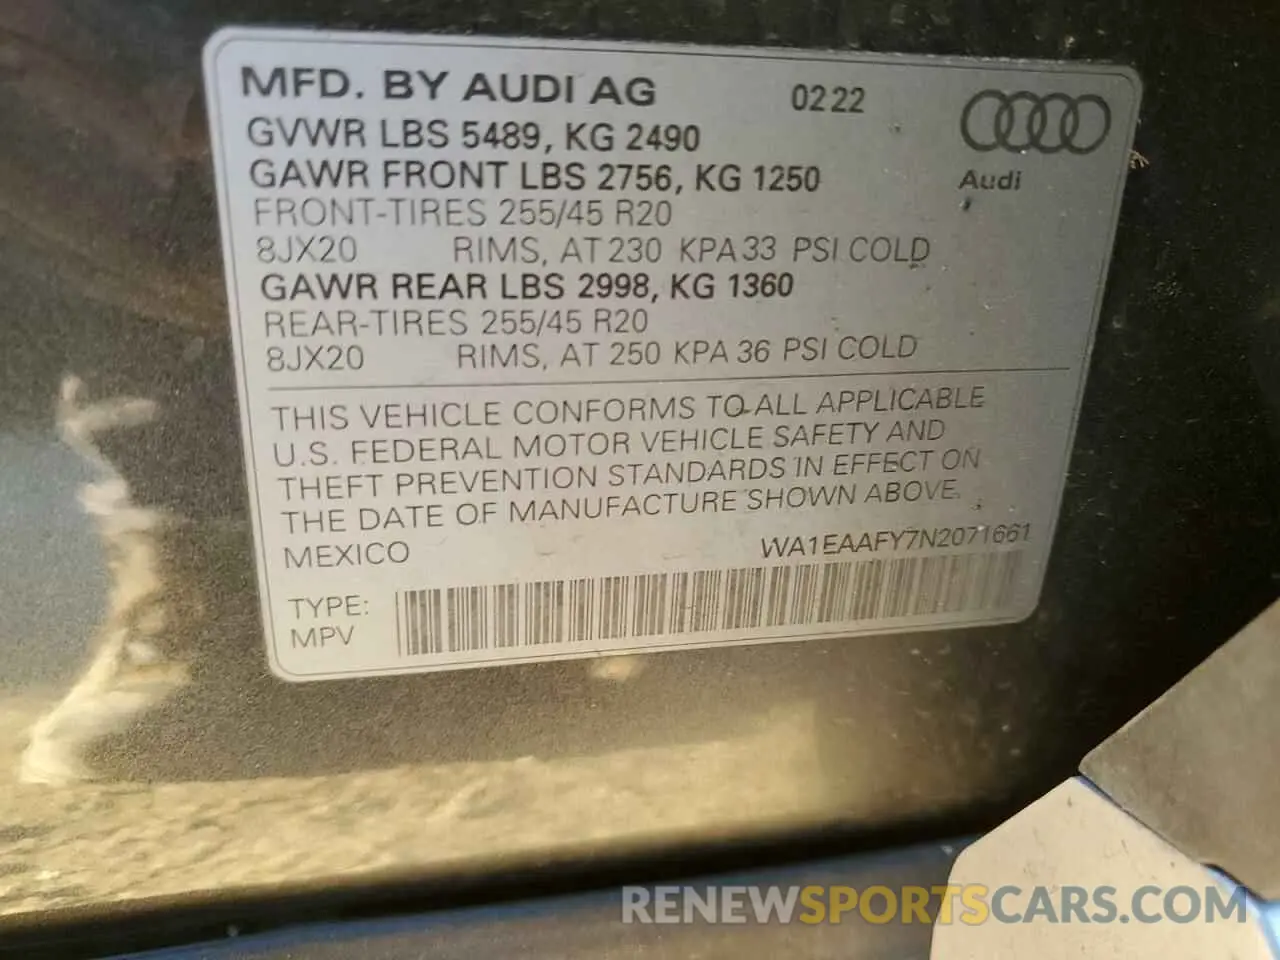 MFD. BY AUDI AG 0222
GVWR LBS 5489, KG 2490
GAWR FRONT LBS 2756, KG 1250
Audi
FRONT-TIRES 255/45 R20
8JX20 RIMS, AT 230 KPA 33 PSI COLD
GAWR REAR LBS 2998, KG 1360
REAR-TIRES 255/45 R20
8JX20 RIMS, AT 250 KPA 36 PSI COLD
THIS VEHICLE CONFORMS TO ALL APPLICABLE
U.S. FEDERAL MOTOR VEHICLE SAFETY AND
THEFT PREVENTION STANDARDS IN EFFECT ON
THE DATE OF MANUFACTURE SHOWN ABOVE.
MEXICO WA1EAAFY7N2071661
TYPE:
MPV
RENEWSPORTSCARS.COM